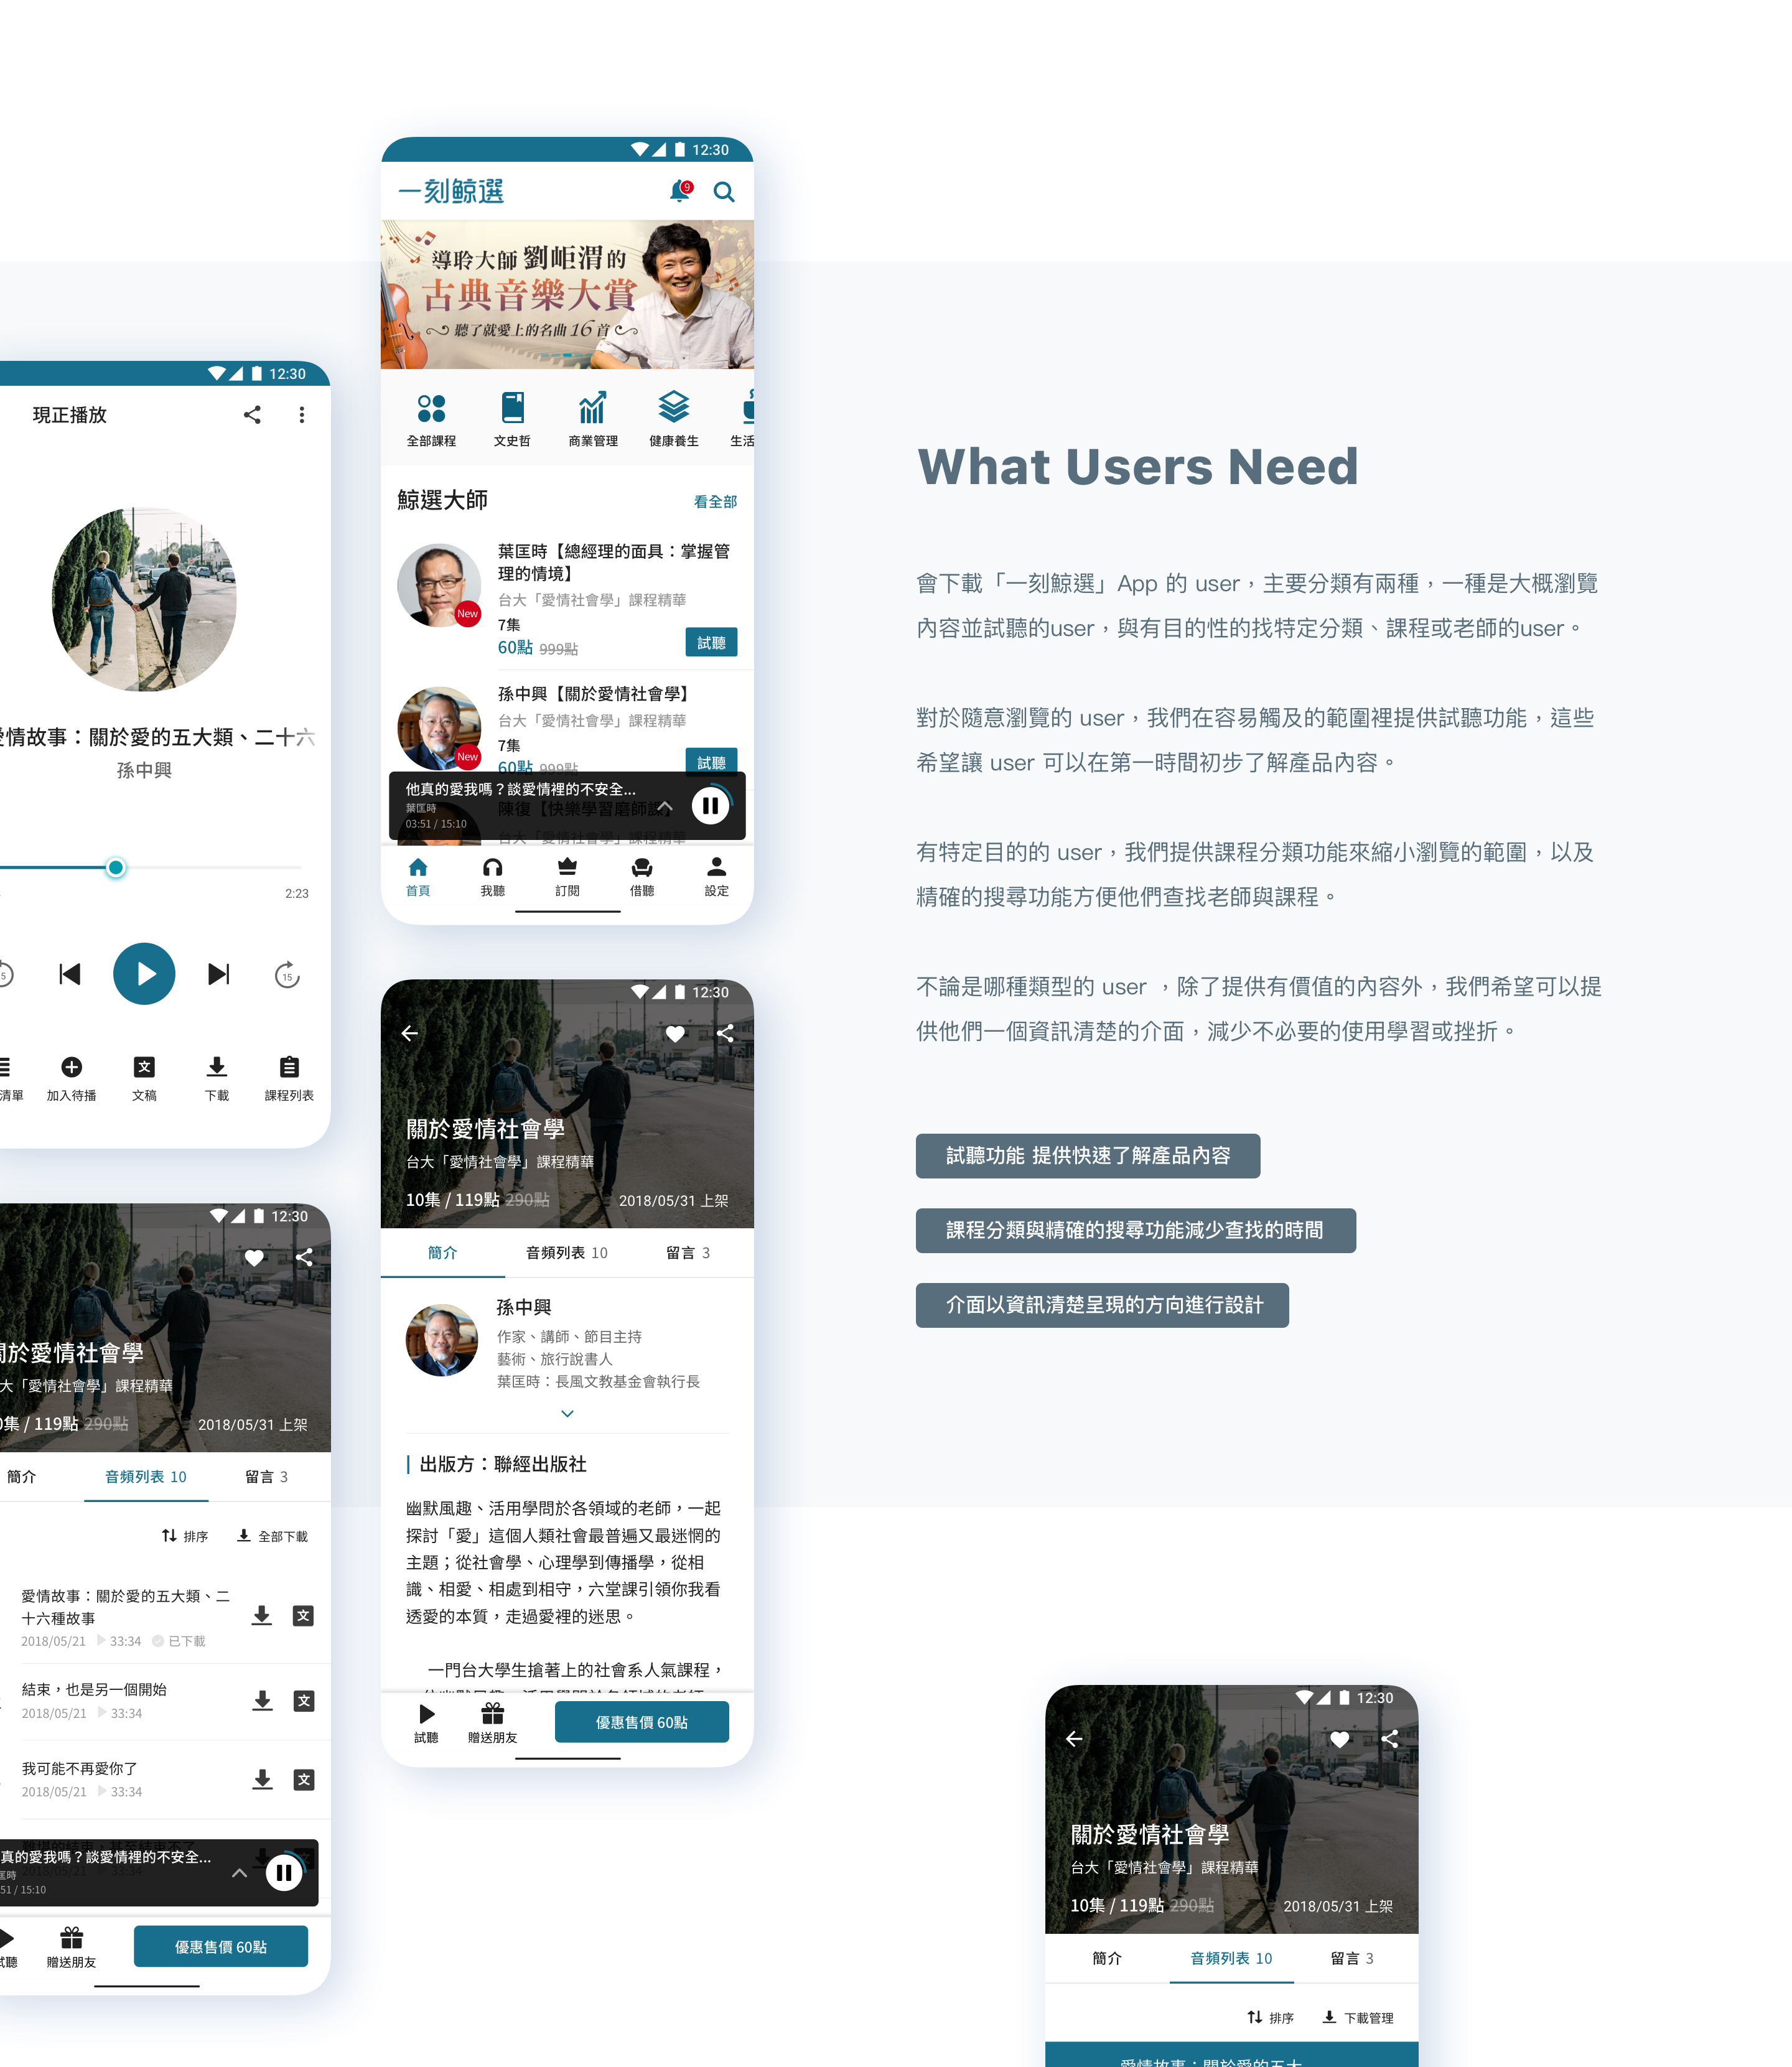 12:30
一刻鯨選
9
導聆大師 劉岠渭的
古典音樂大賞
聽了就愛上的名曲 16 首
全部課程
文史哲
商業管理
健康養生
生活
鯨選大師
看全部
葉匡時【總經理的面具：掌握管
理的情境】
台大「愛情社會學」課程精華
New
7集
60點 999點
試聽
孫中興【關於愛情社會學】
台大「愛情社會學」課程精華
New
7集
60點 999點
試聽
陳復【快樂學習磨師課】
台大「愛情社會學」課程精華
他真的愛我嗎？談愛情裡的不安全...
葉匡時
03:51 / 15:10
首頁
我聽
訂閱
借聽
設定
12:30
現正播放
愛情故事：關於愛的五大類、二十六
孫中興
2:23
15
清單
加入待播
文稿
下載
課程列表
12:30
關於愛情社會學
台大「愛情社會學」課程精華
10集 / 119點 290點
2018/05/31 上架
簡介
音頻列表 10
留言 3
孫中興
作家、講師、節目主持
藝術、旅行說書人
葉匡時：長風文教基金會執行長
出版方：聯經出版社
幽默風趣、活用學問於各領域的老師，一起
探討「愛」這個人類社會最普遍又最迷惘的
主題；從社會學、心理學到傳播學，從相
識、相愛、相處到相守，六堂課引領你我看
透愛的本質，走過愛裡的迷思。
一門台大學生搶著上的社會系人氣課程，
試聽
贈送朋友
優惠售價 60點
12:30
關於愛情社會學
大「愛情社會學」課程精華
0集 / 119點 290點
2018/05/31 上架
簡介
音頻列表 10
留言 3
排序
全部下載
愛情故事：關於愛的五大類、二
十六種故事
2018/05/21 33:34 已下載
結束，也是另一個開始
2018/05/21 33:34
我可能不再愛你了
2018/05/21 33:34
真的愛我嗎？談愛情裡的不安全...
匡時
51 / 15:10
試聽
贈送朋友
優惠售價 60點
What Users Need
會下載「一刻鯨選」App 的 user，主要分類有兩種，一種是大概瀏覽
內容並試聽的user，與有目的性的找特定分類、課程或老師的user。
對於隨意瀏覽的 user，我們在容易觸及的範圍裡提供試聽功能，這些
希望讓 user 可以在第一時間初步了解產品內容。
有特定目的的 user，我們提供課程分類功能來縮小瀏覽的範圍，以及
精確的搜尋功能方便他們查找老師與課程。
不論是哪種類型的 user ，除了提供有價值的內容外，我們希望可以提
供他們一個資訊清楚的介面，減少不必要的使用學習或挫折。
試聽功能 提供快速了解產品內容
課程分類與精確的搜尋功能減少查找的時間
介面以資訊清楚呈現的方向進行設計
12:30
關於愛情社會學
台大「愛情社會學」課程精華
10集 / 119點 290點
2018/05/31 上架
簡介
音頻列表 10
留言 3
排序
下載管理
愛情故事：關於愛的五大